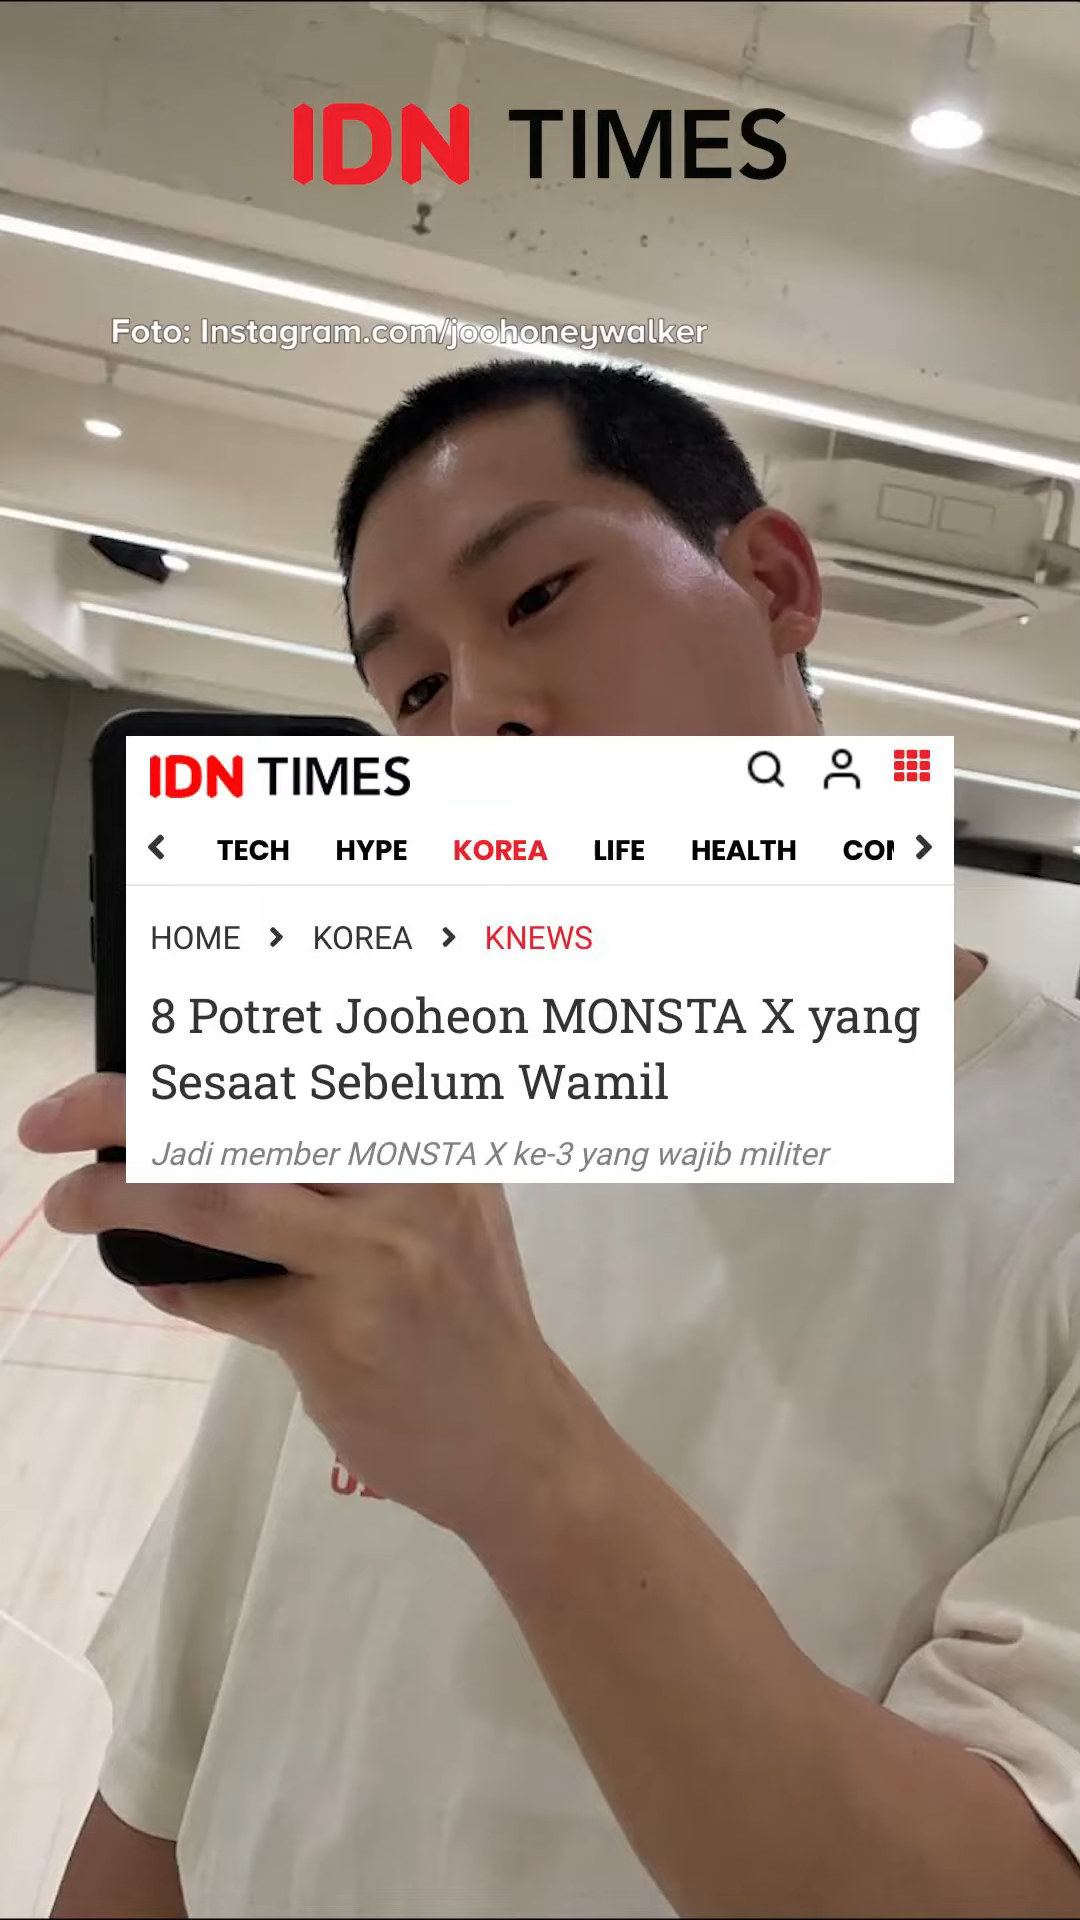 IDN TIMES
Foto: Instagram.com/joohoneywalker
IDN TIMES
TECH HYPE KOREA LIFE HEALTH
HOME > KOREA > KNEWS
8 Potret Jooheon MONSTA X yang
Sesaat Sebelum Wamil
Jadi member MONSTA X ke-3 yang wajib militer